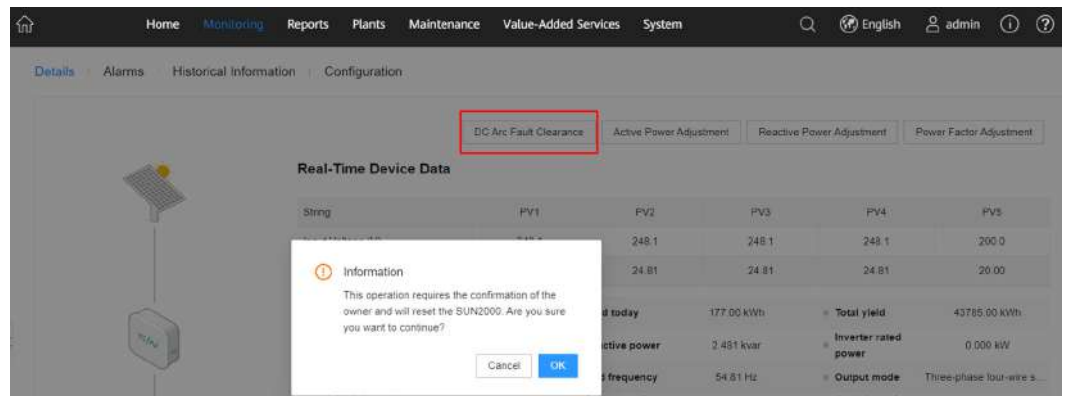 Home Monitoring Reports Plants Maintenance Value-Added Services System English admin
Details Alarms Historical Information Configuration
DC Arc Fault Clearance Active Power Adjustment Reactive Power Adjustment Power Factor Adjustment
Real-Time Device Data
String PV1 PV2 PV3 PV4 PV5
248.1 248.1 248.1 200.0
24.81 24.81 24.81 20.00
Information
This operation requires the confirmation of the
owner and will reset the SUN2000. Are you sure
you want to continue?
Cancel OK
d today 177.00 kWh Total yield 43785.00 kWh
ctive power 2.481 kvar Inverter rated power 0.000 kW
d frequency 54.81 Hz Output mode Three-phase four-wire s...